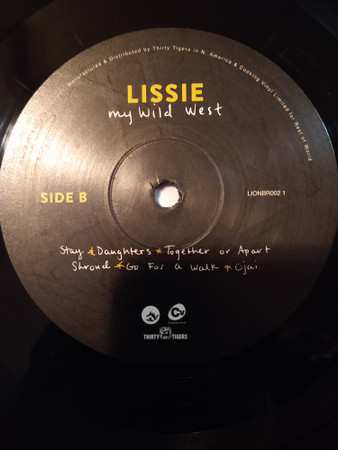 Manufactured & Distributed by Thirty Tigers in N. America & Cooking Vinyl Limited for Rest of World
LISSIE
my wild west
SIDE B
LIONBR002 1
Stay ★ Daughters ★ Together or Apart
Shroud ★ Go For a Walk ★ Ojai
THIRTY TIGERS